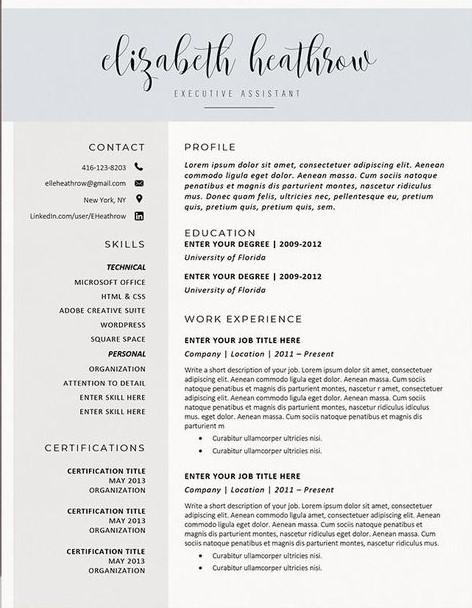 elizabeth heathrow
EXECUTIVE ASSISTANT
CONTACT
416-123-8203
elleheathrow@gmail.com
New York, NY
LinkedIn.com/user/EHeathrow
SKILLS
TECHNICAL
MICROSOFT OFFICE
HTML & CSS
ADOBE CREATIVE SUITE
WORDPRESS
SQUARE SPACE
PERSONAL
ORGANIZATION
ATTENTION TO DETAIL
ENTER SKILL HERE
ENTER SKILL HERE
CERTIFICATIONS
CERTIFICATION TITLE
MAY 2013
ORGANIZATION
CERTIFICATION TITLE
MAY 2013
ORGANIZATION
CERTIFICATION TITLE
MAY 2013
ORGANIZATION
PROFILE
Lorem ipsum dolor sit amet, consectetuer adipiscing elit. Aenean
commodo ligula eget dolor. Aenean massa. Cum sociis natoque
penatibus et magnis dis parturient montes, nascetur ridiculus
mus. Donec quam felis, ultricies nec, pellentesque eu, pretium
quis, pretium quis, pretium quis, sem.
EDUCATION
ENTER YOUR DEGREE | 2009-2012
University of Florida
ENTER YOUR DEGREE | 2009-2012
University of Florida
WORK EXPERIENCE
ENTER YOUR JOB TITLE HERE
Company | Location | 2011 – Present
Write a short description of your job. Lorem ipsum dolor sit amet, consectetuer
adipiscing elit. Aenean commodo ligula eget dolor. Aenean massa. Cum sociis
natoque penatibus et magnis dis parturient montes, nascetur r amet, consectetuer
adipiscing elit. Aenean commodo ligula eget dolor. Aenean massa. Cum sociis
natoque penatibus et magnis dis parturient montes, nascetur ridiculus
mus. eget dolor. Aenean massa. Cum sociis natoque penatibus et magnis dis
parturient m
• Curabitur ullamcorper ultricies nisi.
• Curabitur ullamcorper ultricies nisi.
ENTER YOUR JOB TITLE HERE
Company | Location | 2011 – Present
Write a short description of your job. Lorem ipsum dolor sit amet, consectetuer
adipiscing elit. Aenean commodo ligula eget dolor. Aenean massa. Cum sociis
natoque penatibus et magnis dis parturient montes, nascetur ridiculus mus.Lorem
ipsum dolor sit amet, consectetuer adipiscing elit. Aenean commodo ligula eget
dolor. Aenean massa. Cum sociis natoque penatibus et magnis dis parturient
montes, nascetur ridiculus mus.
• Curabitur ullamcorper ultricies nisi.
• Curabitur ullamcorper ultricies nisi.